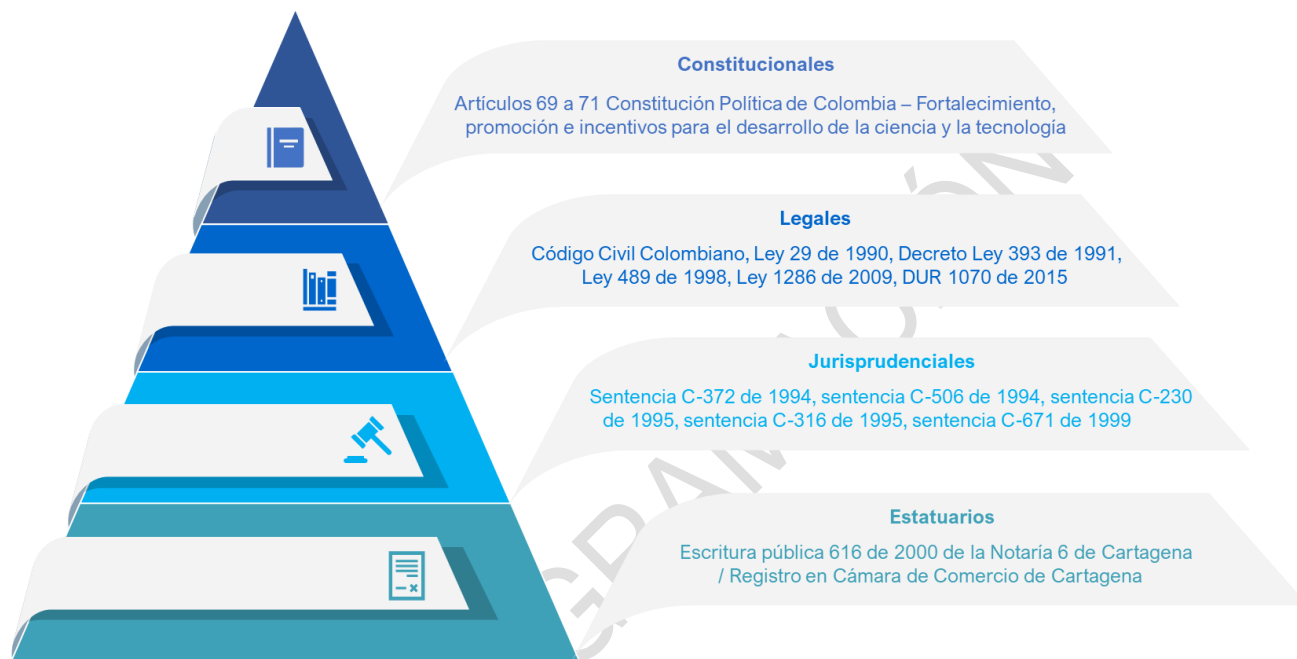 Constitucionales
Artículos 69 a 71 Constitución Política de Colombia – Fortalecimiento,
promoción e incentivos para el desarrollo de la ciencia y la tecnología
Legales
Código Civil Colombiano, Ley 29 de 1990, Decreto Ley 393 de 1991,
Ley 489 de 1998, Ley 1286 de 2009, DUR 1070 de 2015
Jurisprudenciales
Sentencia C-372 de 1994, sentencia C-506 de 1994, sentencia C-230
de 1995, sentencia C-316 de 1995, sentencia C-671 de 1999
Estatuarios
Escritura pública 616 de 2000 de la Notaría 6 de Cartagena
/ Registro en Cámara de Comercio de Cartagena